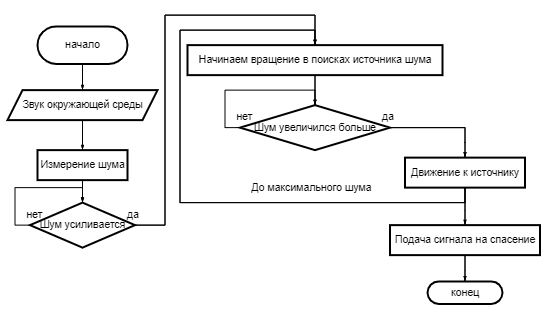 начало
Звук окружающей среды
Измерение шума
нет
да
Шум усиливается
Начинаем вращение в поисках источника шума
нет
да
Шум увеличился больше
Движение к источнику
До максимального шума
Подача сигнала на спасение
конец